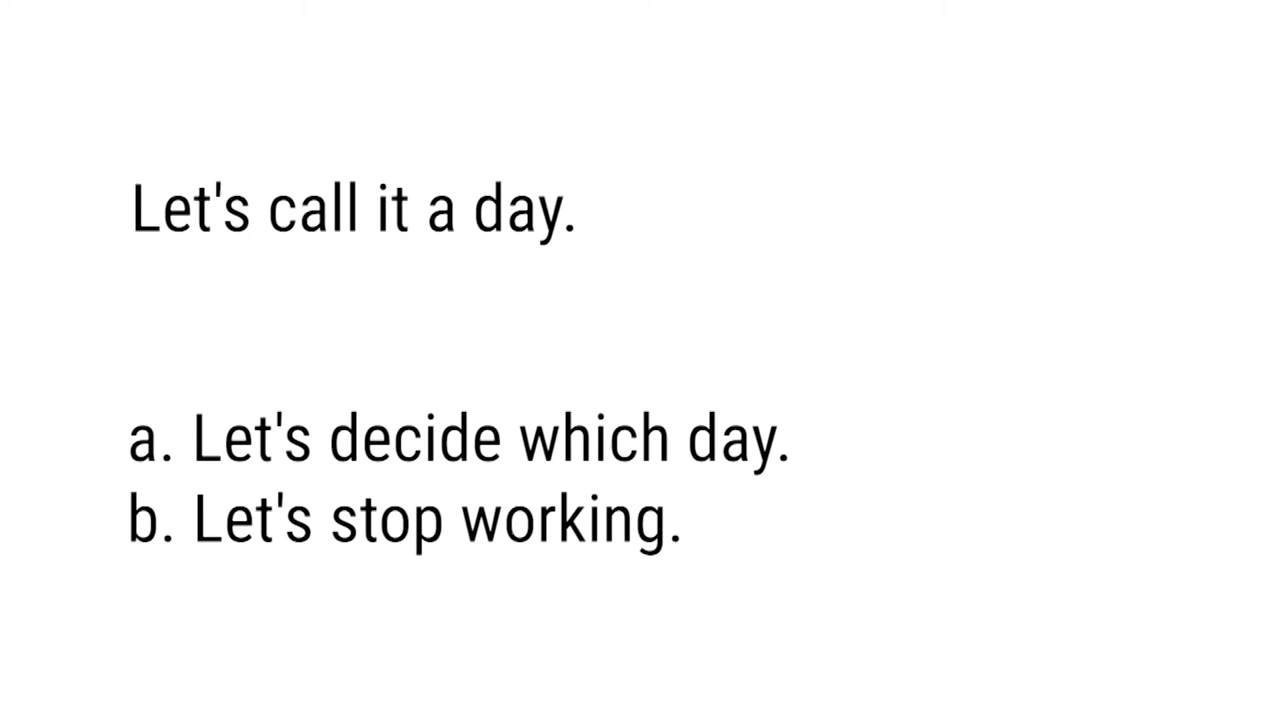 Let's call it a day.
a. Let's decide which day.
b. Let's stop working.